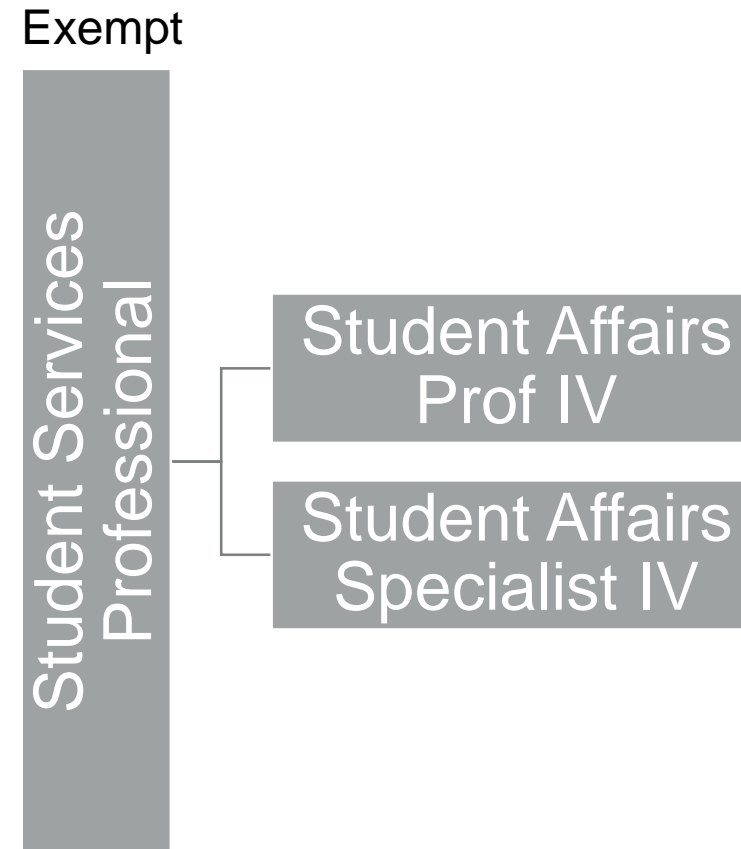 Exempt
Student Services
Professional
Student Affairs
Prof IV
Student Affairs
Specialist IV